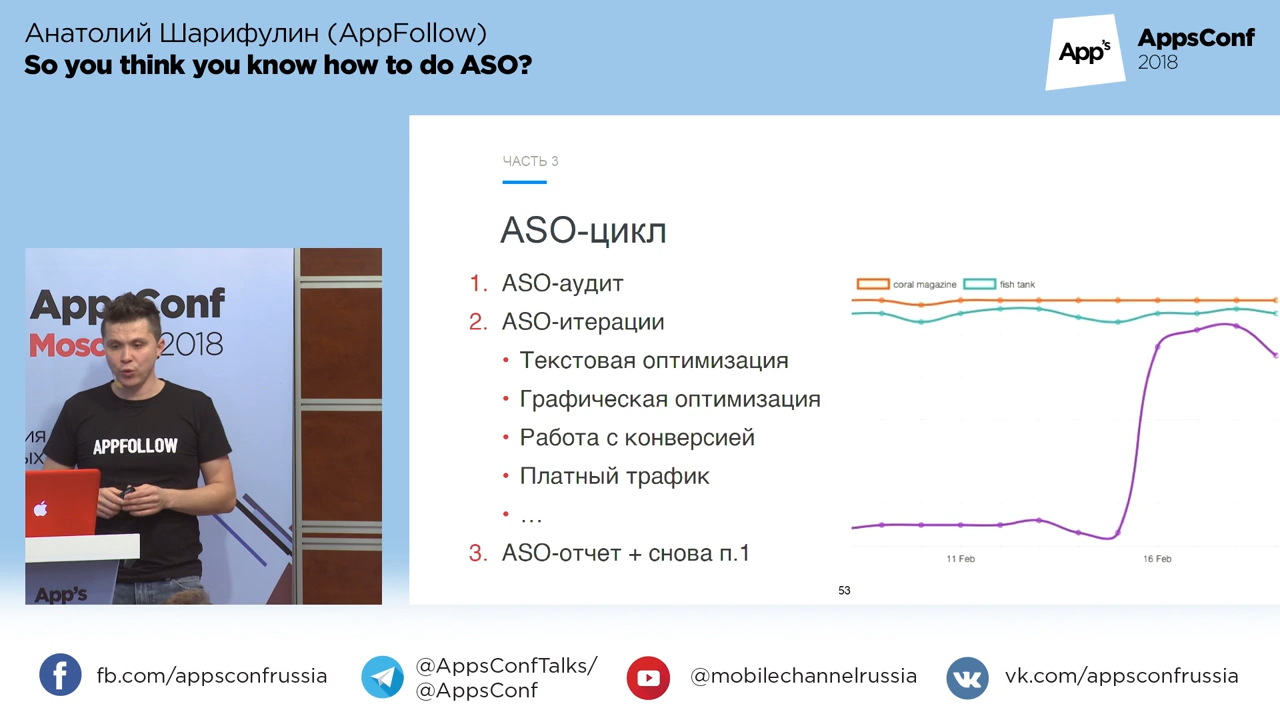 Анатолий Шарифулин (AppFollow)
So you think you know how to do ASO?
App's
AppsConf
2018
ЧАСТЬ 3
ASO-цикл
1. ASO-аудит
2. ASO-итерации
• Текстовая оптимизация
• Графическая оптимизация
• Работа с конверсией
• Платный трафик
• ...
3. ASO-отчет + снова п.1
coral magazine
fish tank
11 Feb
16 Feb
53
AppsConf
2018
APPFOLLOW
App's
fb.com/appsconfrussia
@AppsConfTalks/
@AppsConf
@mobilechannelrussia
vk.com/appsconfrussia